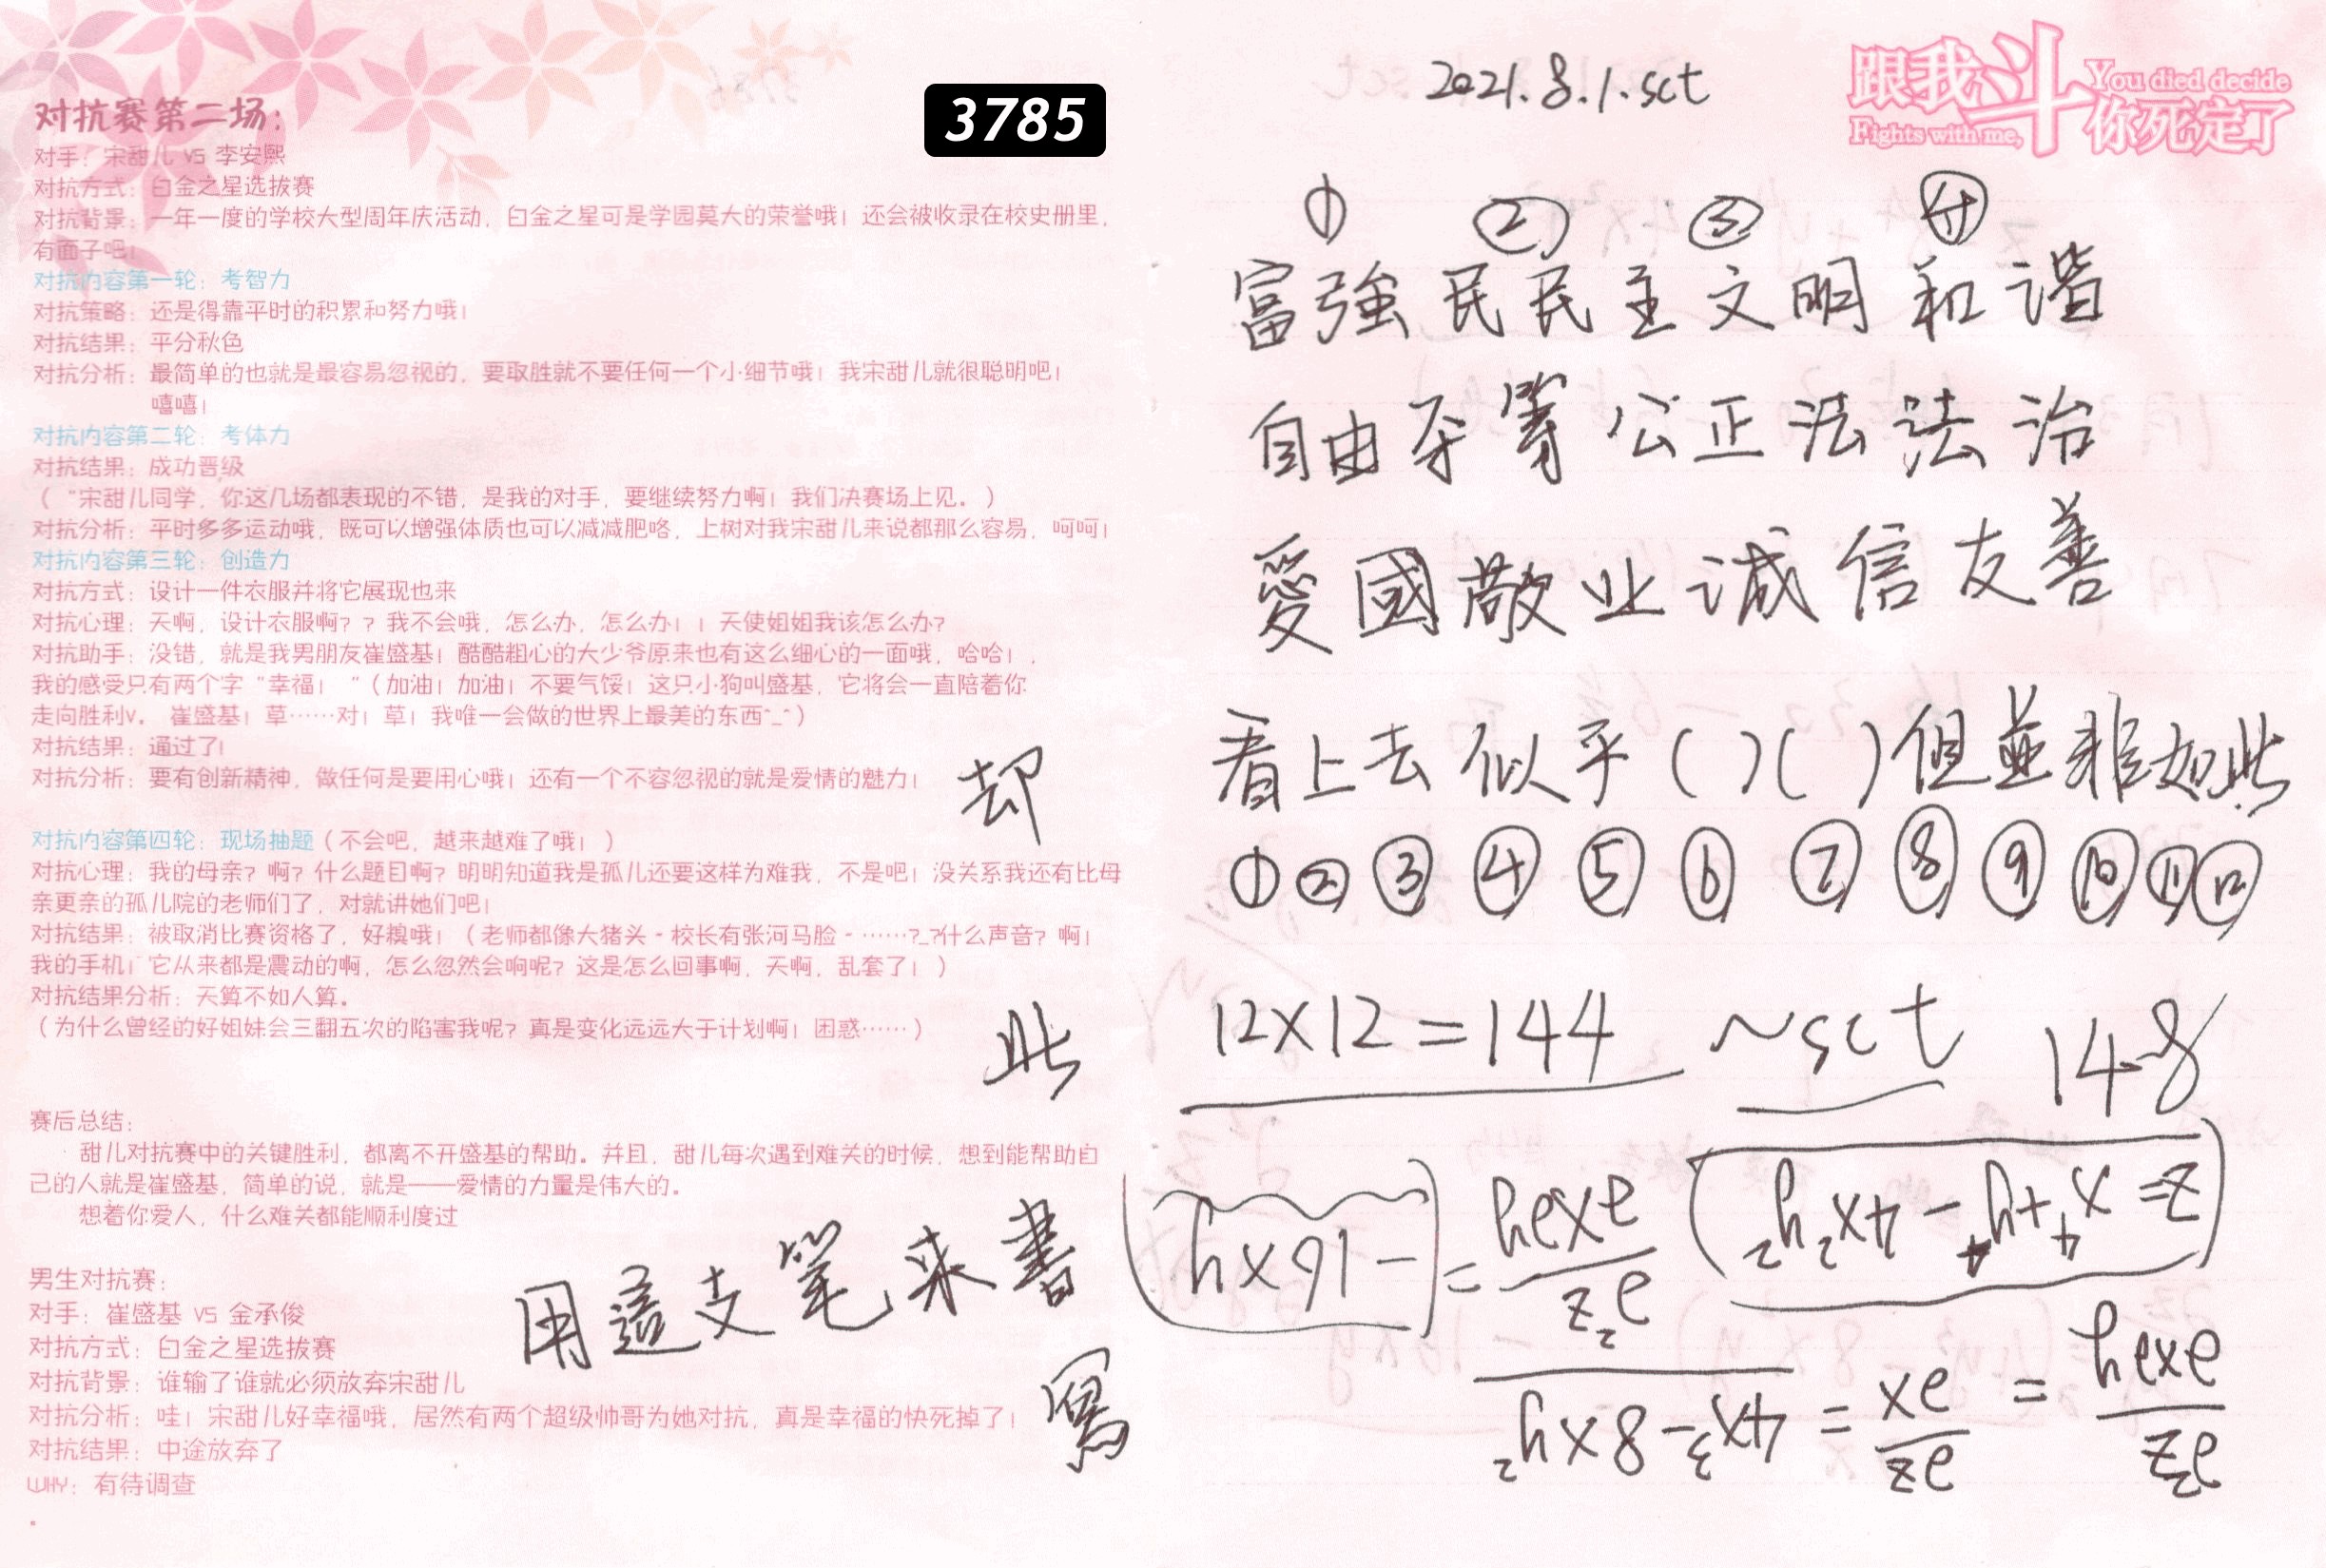 对抗赛第二场：
对手：宋甜儿 VS 李安熙
对抗方式：白金之星选拔赛
对抗背景：一年一度的学校大型周年庆活动，白金之星可是学园莫大的荣誉哦！还会被收录在校史册里，
有面子吧！
对抗内容第一轮：考智力
对抗策略：还是得靠平时的积累和努力哦！
对抗结果：平分秋色
对抗分析：最简单的也就是最容易忽视的，要取胜就不要任何一个小细节哦！我宋甜儿就很聪明吧！
嘻嘻！
对抗内容第二轮：考体力
对抗结果：成功晋级
（“宋甜儿同学，你这几场都表现的不错，是我的对手，要继续努力啊！我们决赛场上见。）
对抗分析：平时多多运动哦，既可以增强体质也可以减减肥咯，上树对我宋甜儿来说都那么容易，呵呵！
对抗内容第三轮：创造力
对抗方式：设计一件衣服并将它展现也来
对抗心理：天啊，设计衣服啊？？我不会哦，怎么办，怎么办！！天使姐姐我该怎么办？
对抗助手：没错，就是我男朋友崔盛基！酷酷粗心的大少爷原来也有这么细心的一面哦，哈哈！，
我的感受只有两个字“幸福！”（加油！加油！不要气馁！这只小狗叫盛基，它将会一直陪着你
走向胜利V。 崔盛基！草……对！草！我唯一会做的世界上最美的东西^_^）
对抗结果：通过了!
对抗分析：要有创新精神，做任何是要用心哦！还有一个不容忽视的就是爱情的魅力！
对抗内容第四轮：现场抽题（不会吧，越来越难了哦！）
对抗心理：我的母亲？啊？什么题目啊？明明知道我是孤儿还要这样为难我，不是吧！没关系我还有比母
亲更亲的孤儿院的老师们了，对就讲她们吧！
对抗结果：被取消比赛资格了，好糗哦！（老师都像大猪头-校长有张河马脸-……?_?什么声音？啊！
我的手机！它从来都是震动的啊，怎么忽然会响呢？这是怎么回事啊，天啊，乱套了！）
对抗结果分析：天算不如人算。
（为什么曾经的好姐妹会三翻五次的陷害我呢？真是变化远远大于计划啊！困惑……）
赛后总结：
甜儿对抗赛中的关键胜利，都离不开盛基的帮助。并且，甜儿每次遇到难关的时候，想到能帮助自
己的人就是崔盛基，简单的说，就是——爱情的力量是伟大的。
想着你爱人，什么难关都能顺利度过
男生对抗赛：
对手：崔盛基 VS 金承俊
对抗方式：白金之星选拔赛
对抗背景：谁输了谁就必须放弃宋甜儿
对抗分析：哇！宋甜儿好幸福哦，居然有两个超级帅哥为她对抗，真是幸福的快死掉了！
对抗结果：中途放弃了
WHY：有待调查
却
此
用這支笔来書
寫
3785
2021.8.1.sct
跟我斗你死定了
You died decide
Fights with me,
① ② ③ ④
富強民民主文明和谐
自由平等公正法法治
愛國敬业诚信友善
看上去似乎( )( )但並非如此
① ② ③ ④ ⑤ ⑥ ⑦ ⑧ ⑨ ⑩ ⑪ ⑫
12×12=144 ~sct 148
∂²z/∂x² = ∂z/∂x = 4x³-8xy²
z=x⁴+y⁴-4x²y² ∂²z/∂x∂y = -16xy